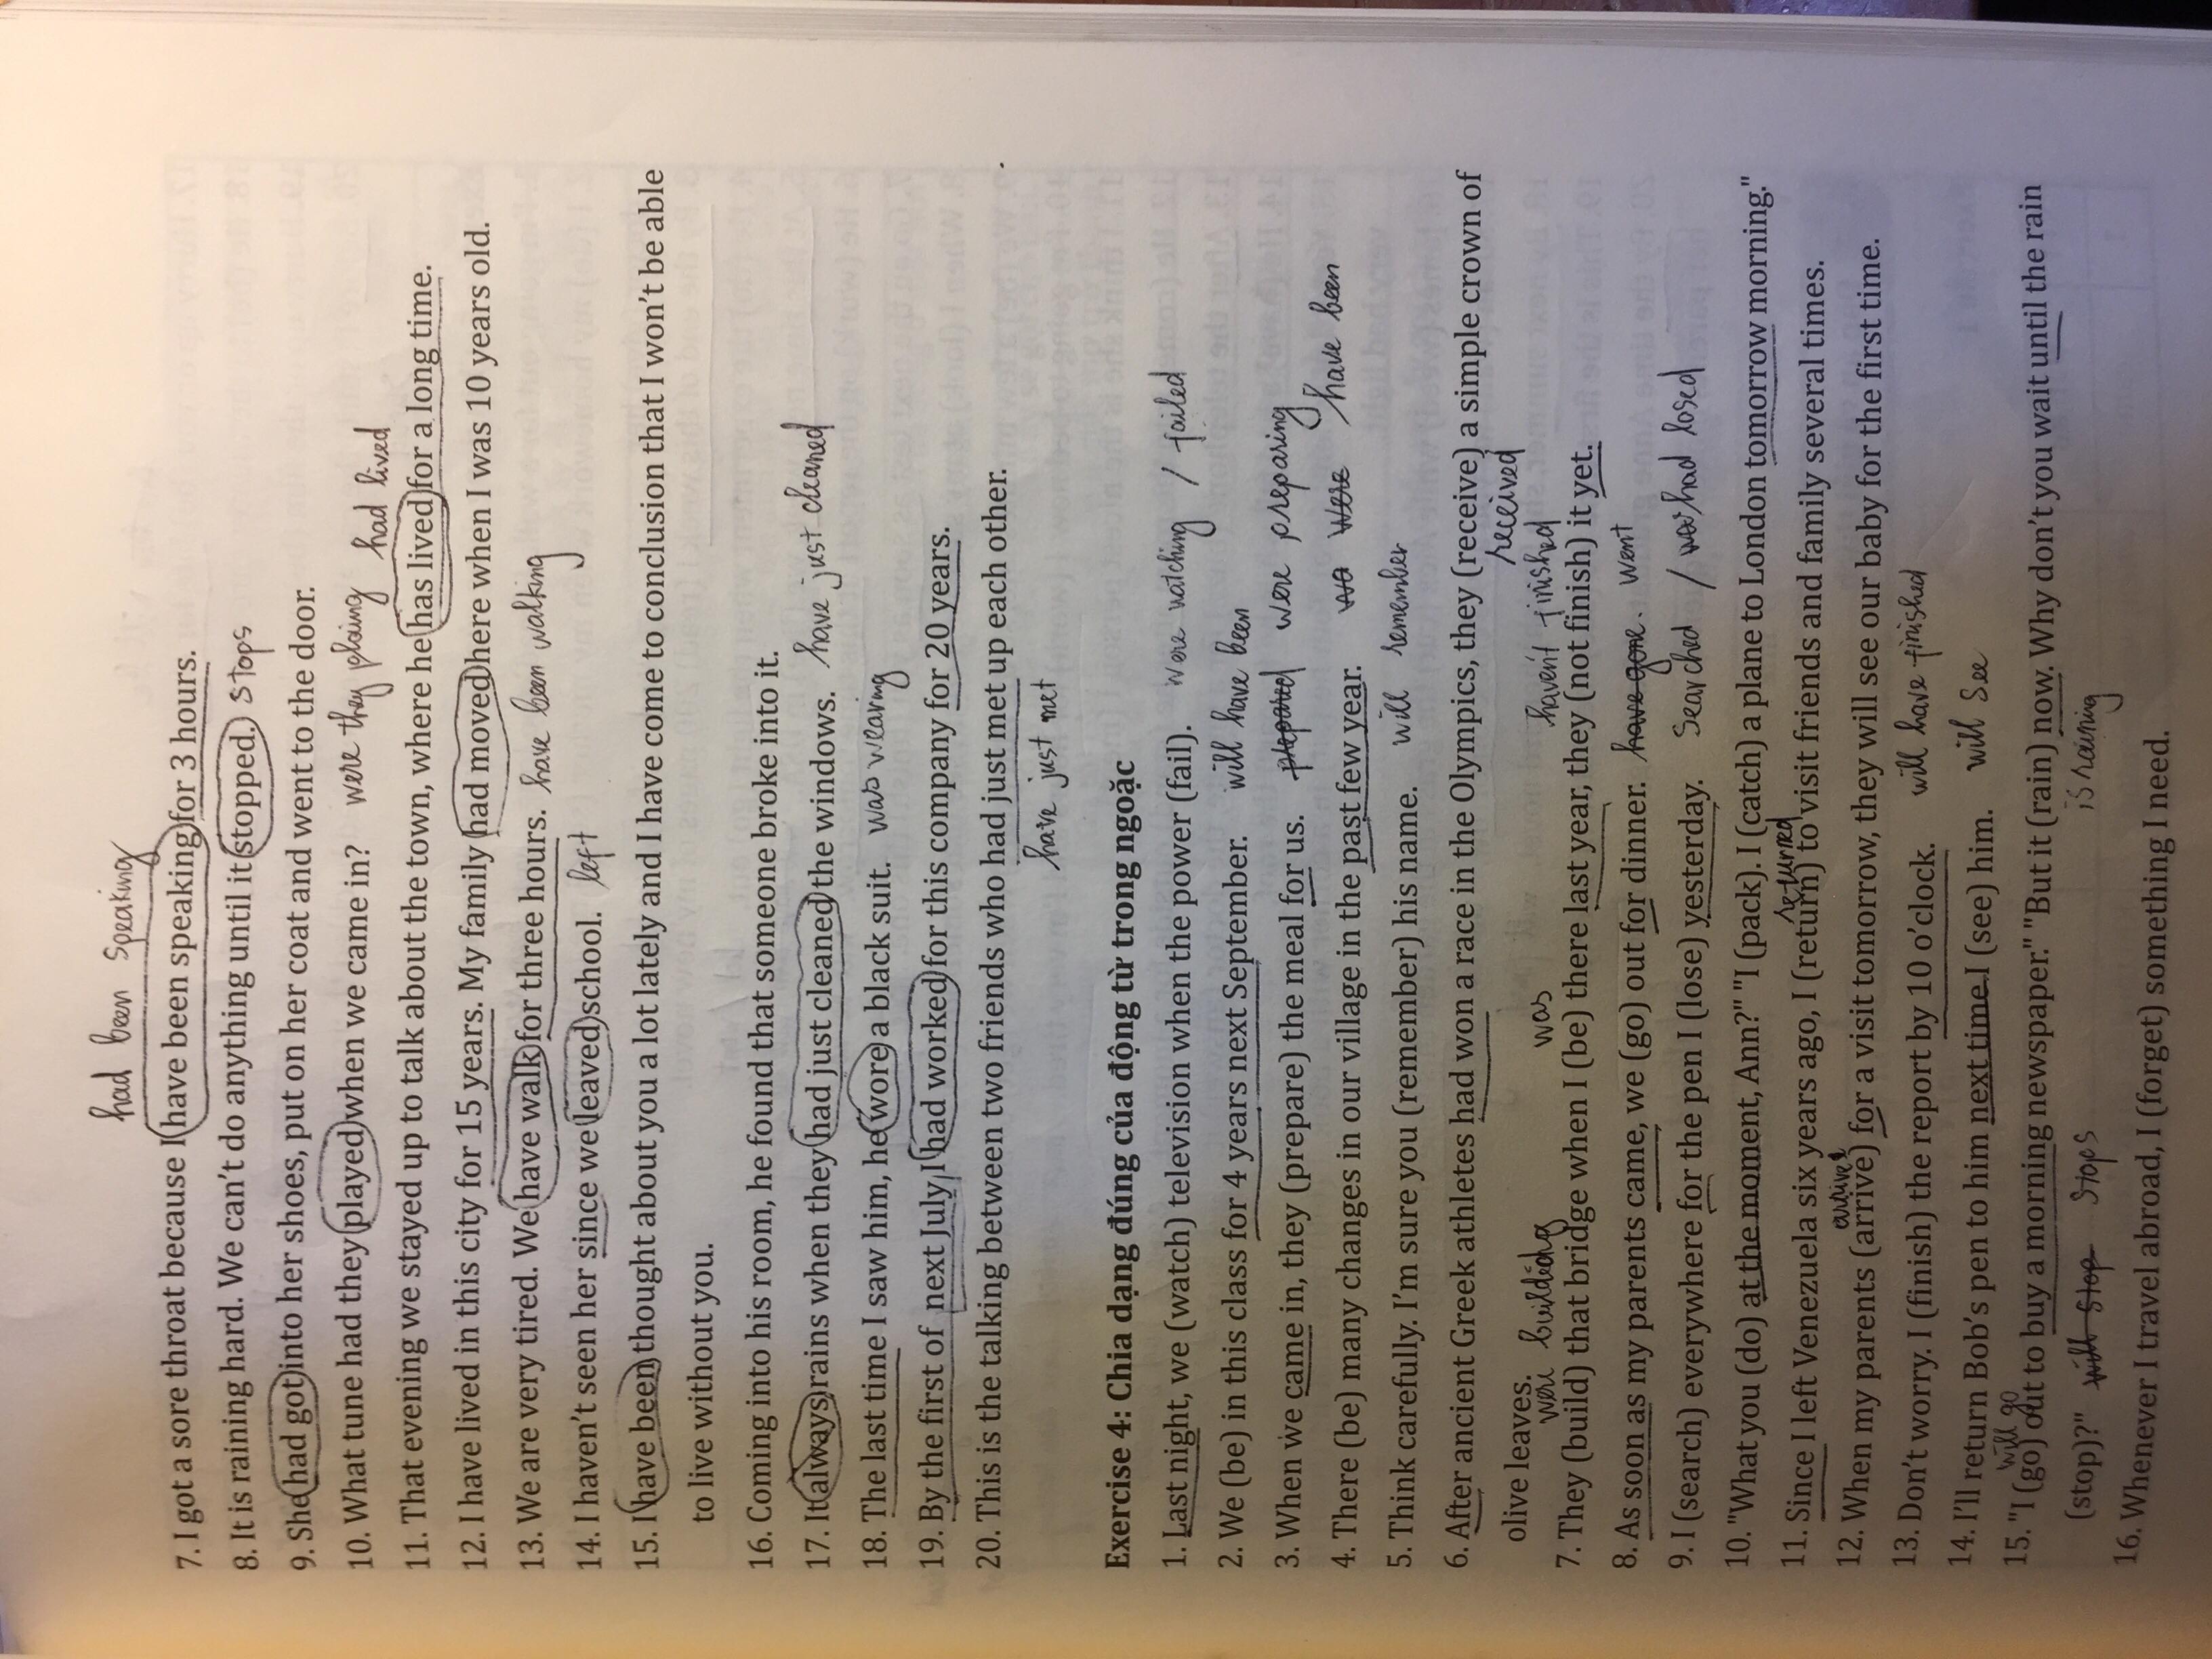 had been speaking
7. I got a sore throat because I have been speaking for 3 hours.
8. It is raining hard. We can't do anything until it stopped. stops
9. She had got into her shoes, put on her coat and went to the door.
10. What tune had they played when we came in? were they plaing
had lived
11. That evening we stayed up to talk about the town, where he has lived for a long time.
12. I have lived in this city for 15 years. My family had moved here when I was 10 years old.
13. We are very tired. We have walk for three hours. have been walking
14. I haven't seen her since we leaved school. left
15. I have been thought about you a lot lately and I have come to conclusion that I won't be able
to live without you.
16. Coming into his room, he found that someone broke into it.
17. It always rains when they had just cleaned the windows. have just cleaned
18. The last time I saw him, he wore a black suit. was wearing
19. By the first of next July, I had worked for this company for 20 years.
20. This is the talking between two friends who had just met up each other.
have just met
Exercise 4: Chia dạng đúng của động từ trong ngoặc
1. Last night, we (watch) television when the power (fail). were watching / failed
2. We (be) in this class for 4 years next September. will have been
3. When we came in, they (prepare) the meal for us. prepared were preparing
4. There (be) many changes in our village in the past few year. were have been
5. Think carefully. I'm sure you (remember) his name. will remember
6. After ancient Greek athletes had won a race in the Olympics, they (receive) a simple crown of
received
olive leaves.
were building was haven't finished
7. They (build) that bridge when I (be) there last year, they (not finish) it yet.
8. As soon as my parents came, we (go) out for dinner. have gone. went
9. I (search) everywhere for the pen I (lose) yesterday. Searched / had losed
10. "What you (do) at the moment, Ann?" "I (pack). I (catch) a plane to London tomorrow morning."
returned
11. Since I left Venezuela six years ago, I (return) to visit friends and family several times.
arrive
12. When my parents (arrive) for a visit tomorrow, they will see our baby for the first time.
13. Don't worry. I (finish) the report by 10 o'clock. will have finished
14. I'll return Bob's pen to him next time I (see) him. will see
will go
15. "I (go) out to buy a morning newspaper." "But it (rain) now. Why don't you wait until the rain
is raining
(stop)?" will stop stops
16. Whenever I travel abroad, I (forget) something I need.